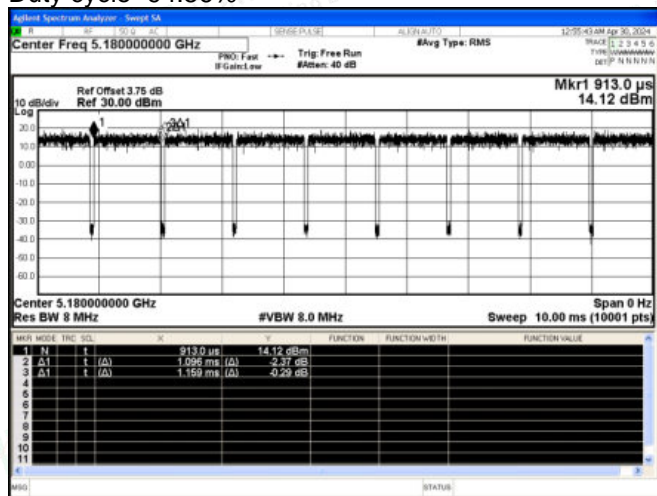 Agilent Spectrum Analyzer - Swept SA
R RF 50 Ω AC SENSE:PULSE ALIGN AUTO 12:55:43 AM Apr 30, 2024
Center Freq 5.180000000 GHz #Avg Type: RMS TRACE 1 2 3 4 5 6
PNO: Fast Trig: Free Run TYPE
IFGain:Low #Atten: 40 dB DET P N N N N N
Mkr1 913.0 µs
Ref Offset 3.75 dB
10 dB/div Ref 30.00 dBm 14.12 dBm
Log
20.0
10.0
0.00
-10.0
-20.0
-30.0
-40.0
-50.0
-60.0
1
3Δ1
Center 5.180000000 GHz Span 0 Hz
Res BW 8 MHz #VBW 8.0 MHz Sweep 10.00 ms (10001 pts)
MKR MODE TRC SCL X Y FUNCTION FUNCTION WIDTH FUNCTION VALUE
1 N t 913.0 µs 14.12 dBm
2 Δ1 t (Δ) 1.096 ms (Δ) -2.37 dB
3 Δ1 t (Δ) 1.159 ms (Δ) -0.29 dB
4
5
6
7
8
9
10
11
MSG STATUS